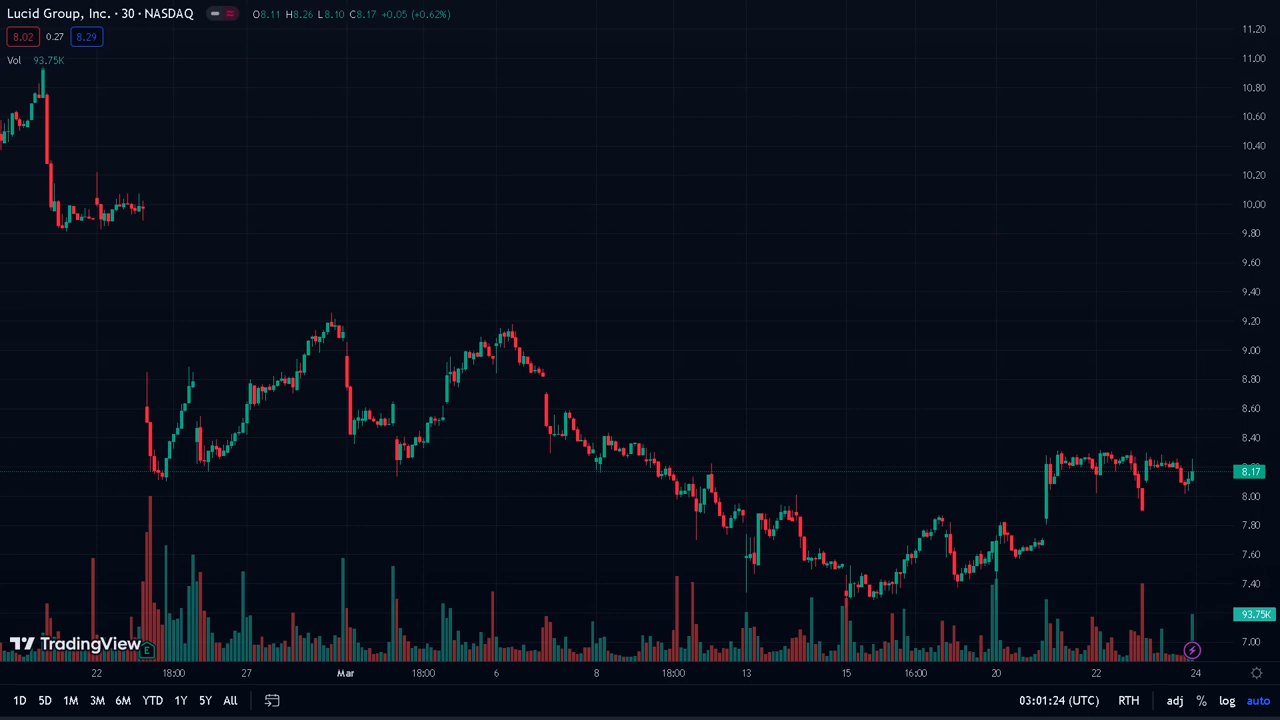 Lucid Group, Inc. · 30 · NASDAQ O8.11 H8.26 L8.10 C8.17 +0.05 (+0.62%)
8.02 0.27 8.29
Vol 93.75K
11.20
11.00
10.80
10.60
10.40
10.20
10.00
9.80
9.60
9.40
9.20
9.00
8.80
8.60
8.40
8.17
8.00
7.80
7.60
7.40
93.75K
7.00
TradingView
E
22 18:00 27 Mar 18:00 6 8 18:00 13 15 16:00 20 22 24
1D 5D 1M 3M 6M YTD 1Y 5Y All 03:01:24 (UTC) RTH adj % log auto